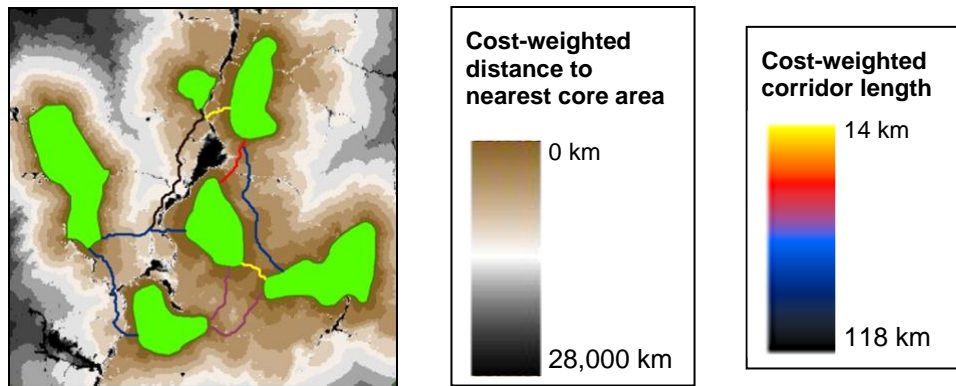 Cost-weighted
distance to
nearest core area
0 km
28,000 km
Cost-weighted
corridor length
14 km
118 km